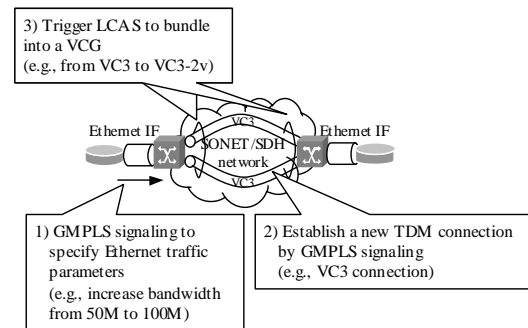 3) Trigger LCAS to bundle
into a VCG
(e.g., from VC3 to VC3-2v)
Ethernet IF
VC3
Ethernet IF
SONET/SDH
network
VC3
1) GMPLS signaling to
specify Ethernet traffic
parameters
(e.g., increase bandwidth
from 50M to 100M)
2) Establish a new TDM connection
by GMPLS signaling
(e.g., VC3 connection)